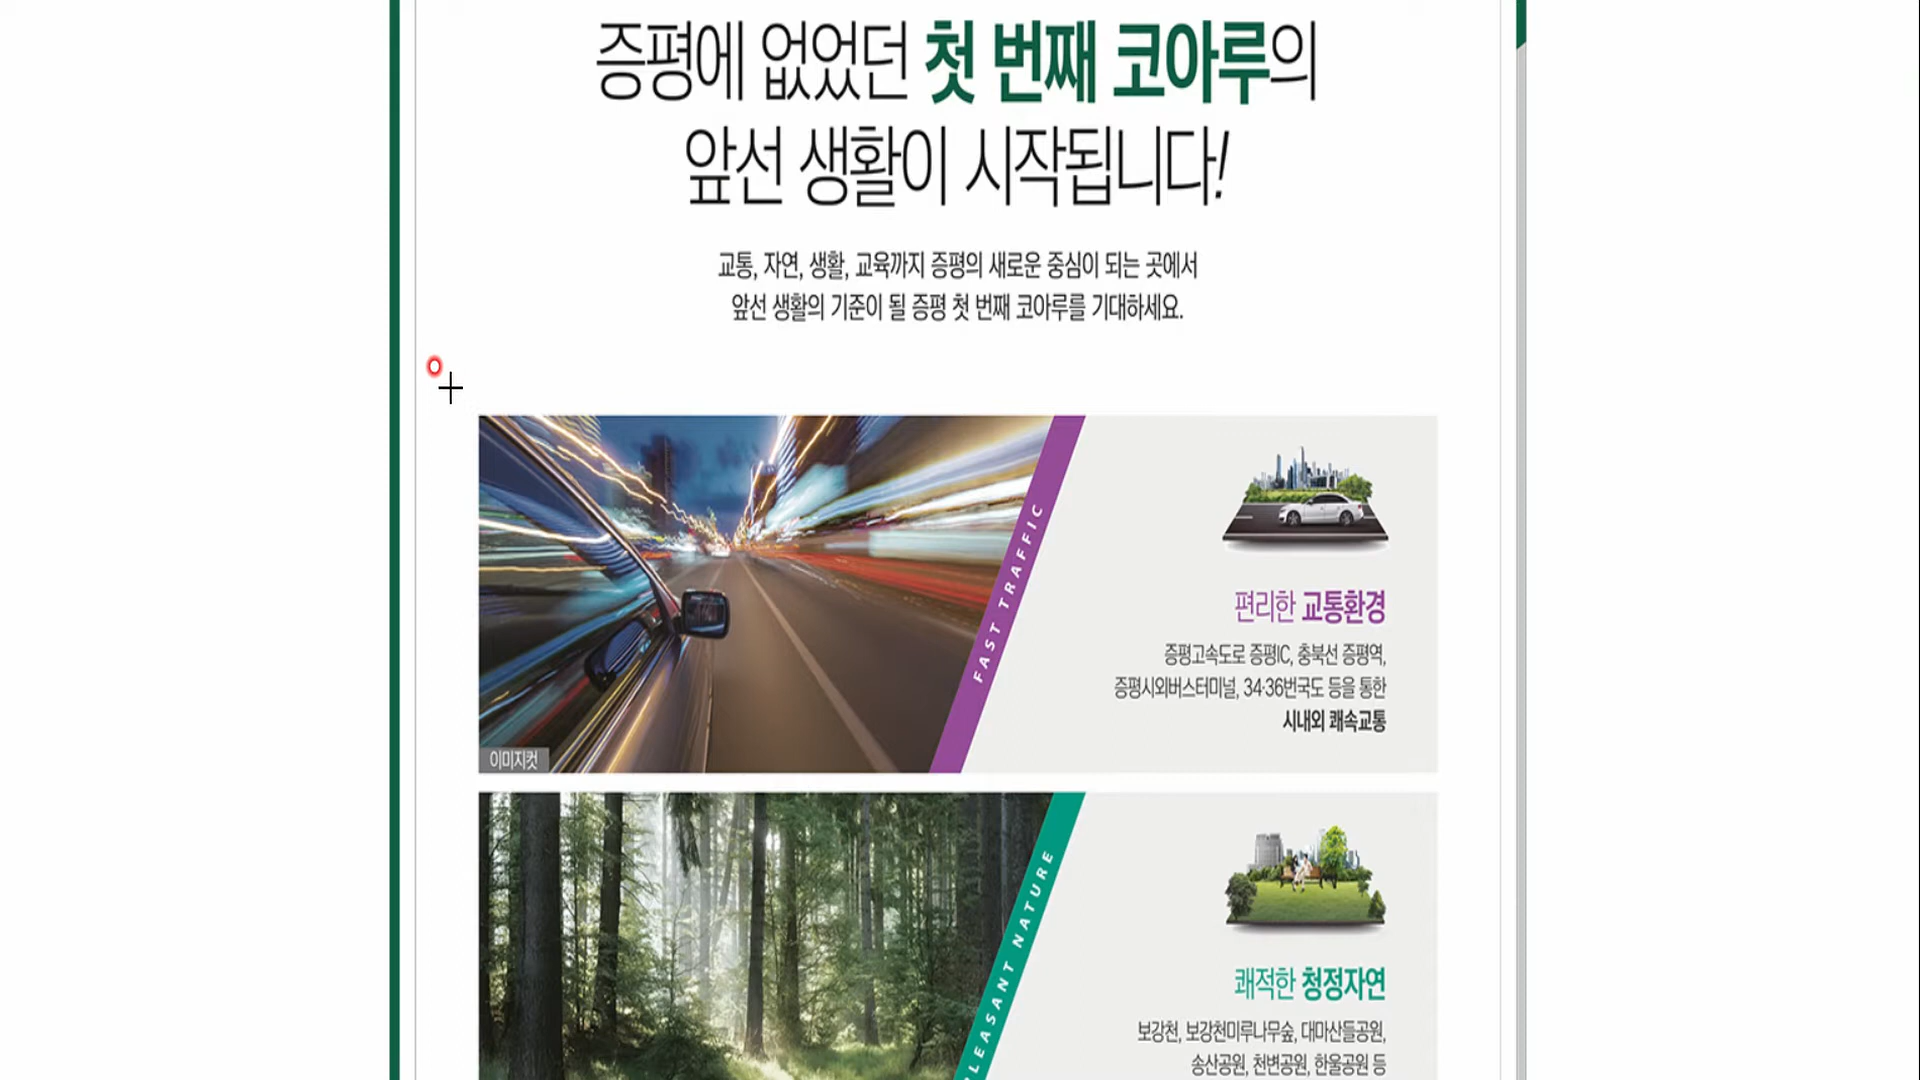 증평에 없었던 첫 번째 코아루의
앞선 생활이 시작됩니다!
교통, 자연, 생활, 교육까지 증평의 새로운 중심이 되는 곳에서
앞선 생활의 기준이 될 증평 첫 번째 코아루를 기대하세요.
FAST TRAFFIC
편리한 교통환경
증평고속도로 증평IC, 충북선 증평역,
증평시외버스터미널, 34·36번국도 등을 통한
시내외 쾌속교통
이미지컷
PLEASANT NATURE
쾌적한 청정자연
보강천, 보강천미루나무숲, 대마산들공원,
송산공원, 천변공원, 한울공원 등